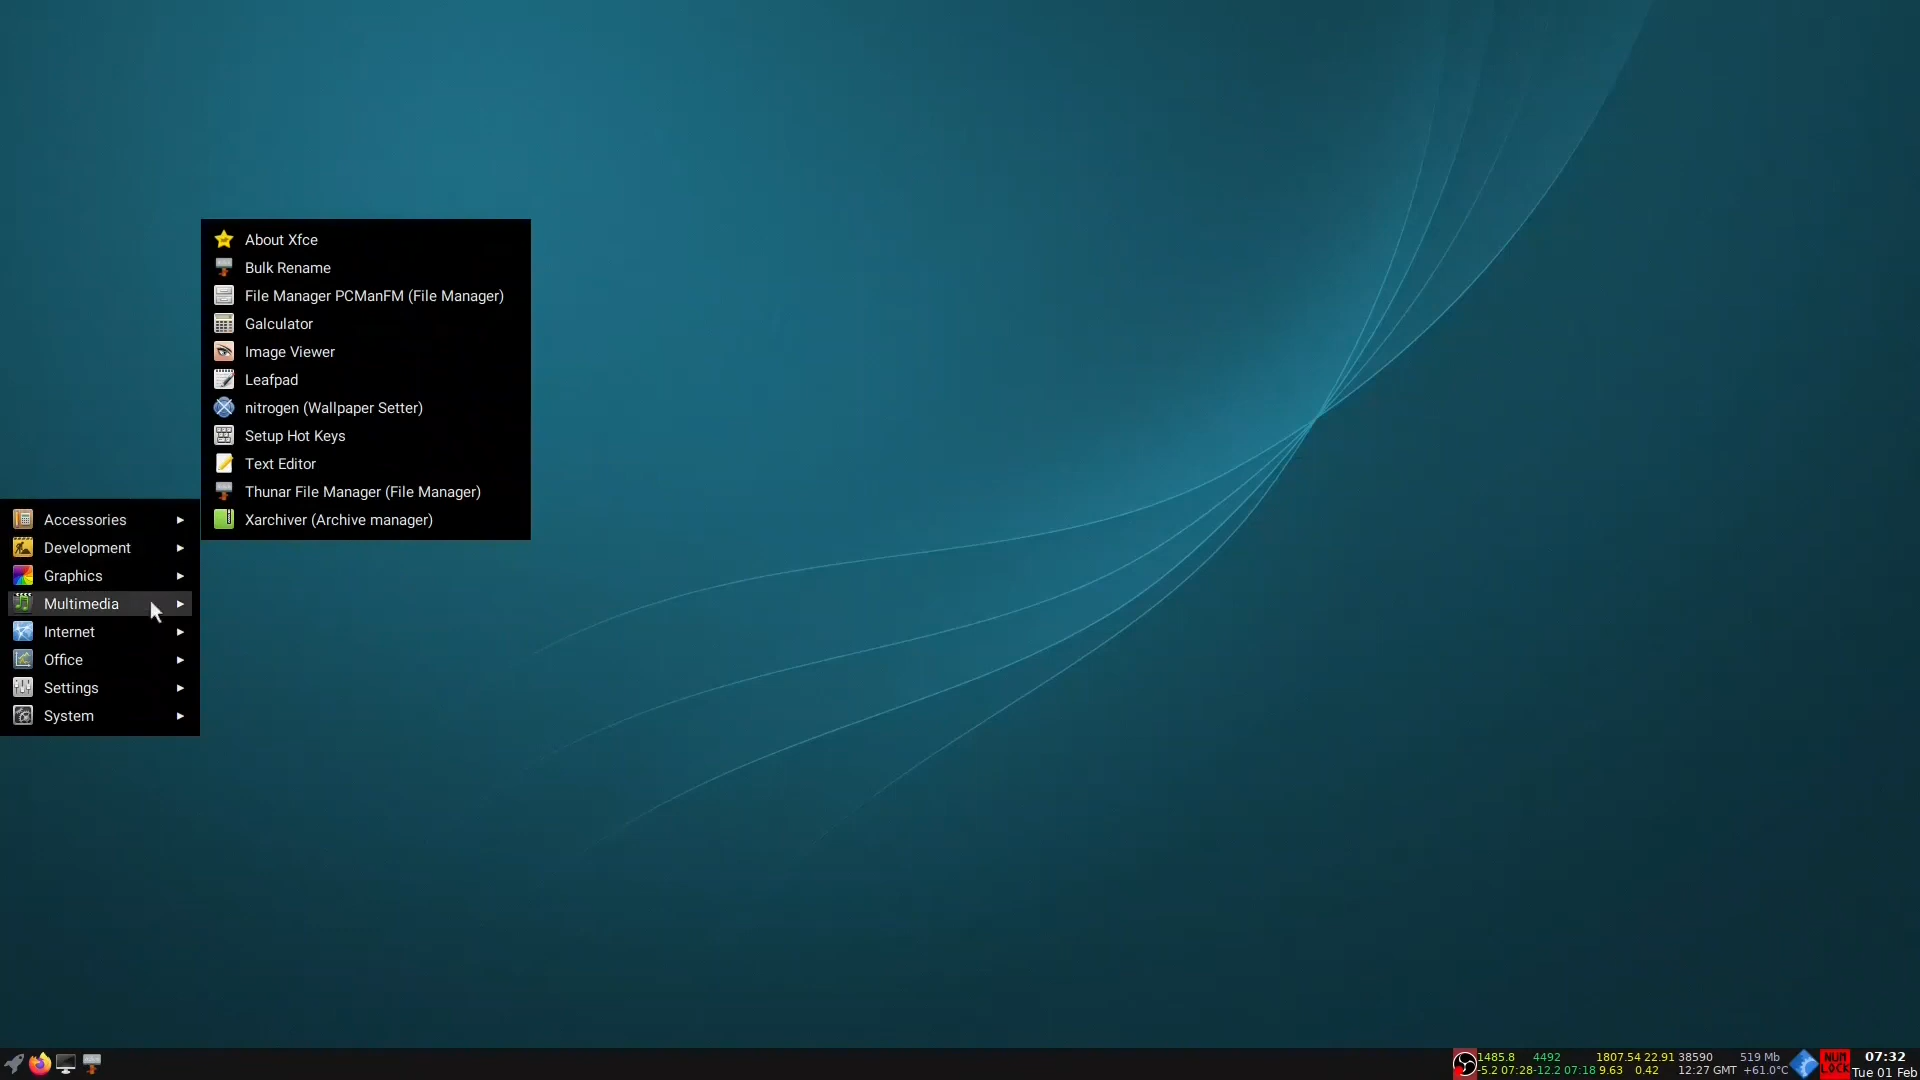 About Xfce
Bulk Rename
File Manager PCManFM (File Manager)
Galculator
Image Viewer
Leafpad
nitrogen (Wallpaper Setter)
Setup Hot Keys
Text Editor
Thunar File Manager (File Manager)
Xarchiver (Archive manager)
Accessories
Development
Graphics
Multimedia
Internet
Office
Settings
System
1485.8 4492 1807.54 22.91 38590 519 Mb
-5.2 07:28 -12.2 07:18 9.63 0.42 12:27 GMT +61.0°C
NUM
LOCK
07:32
Tue 01 Feb